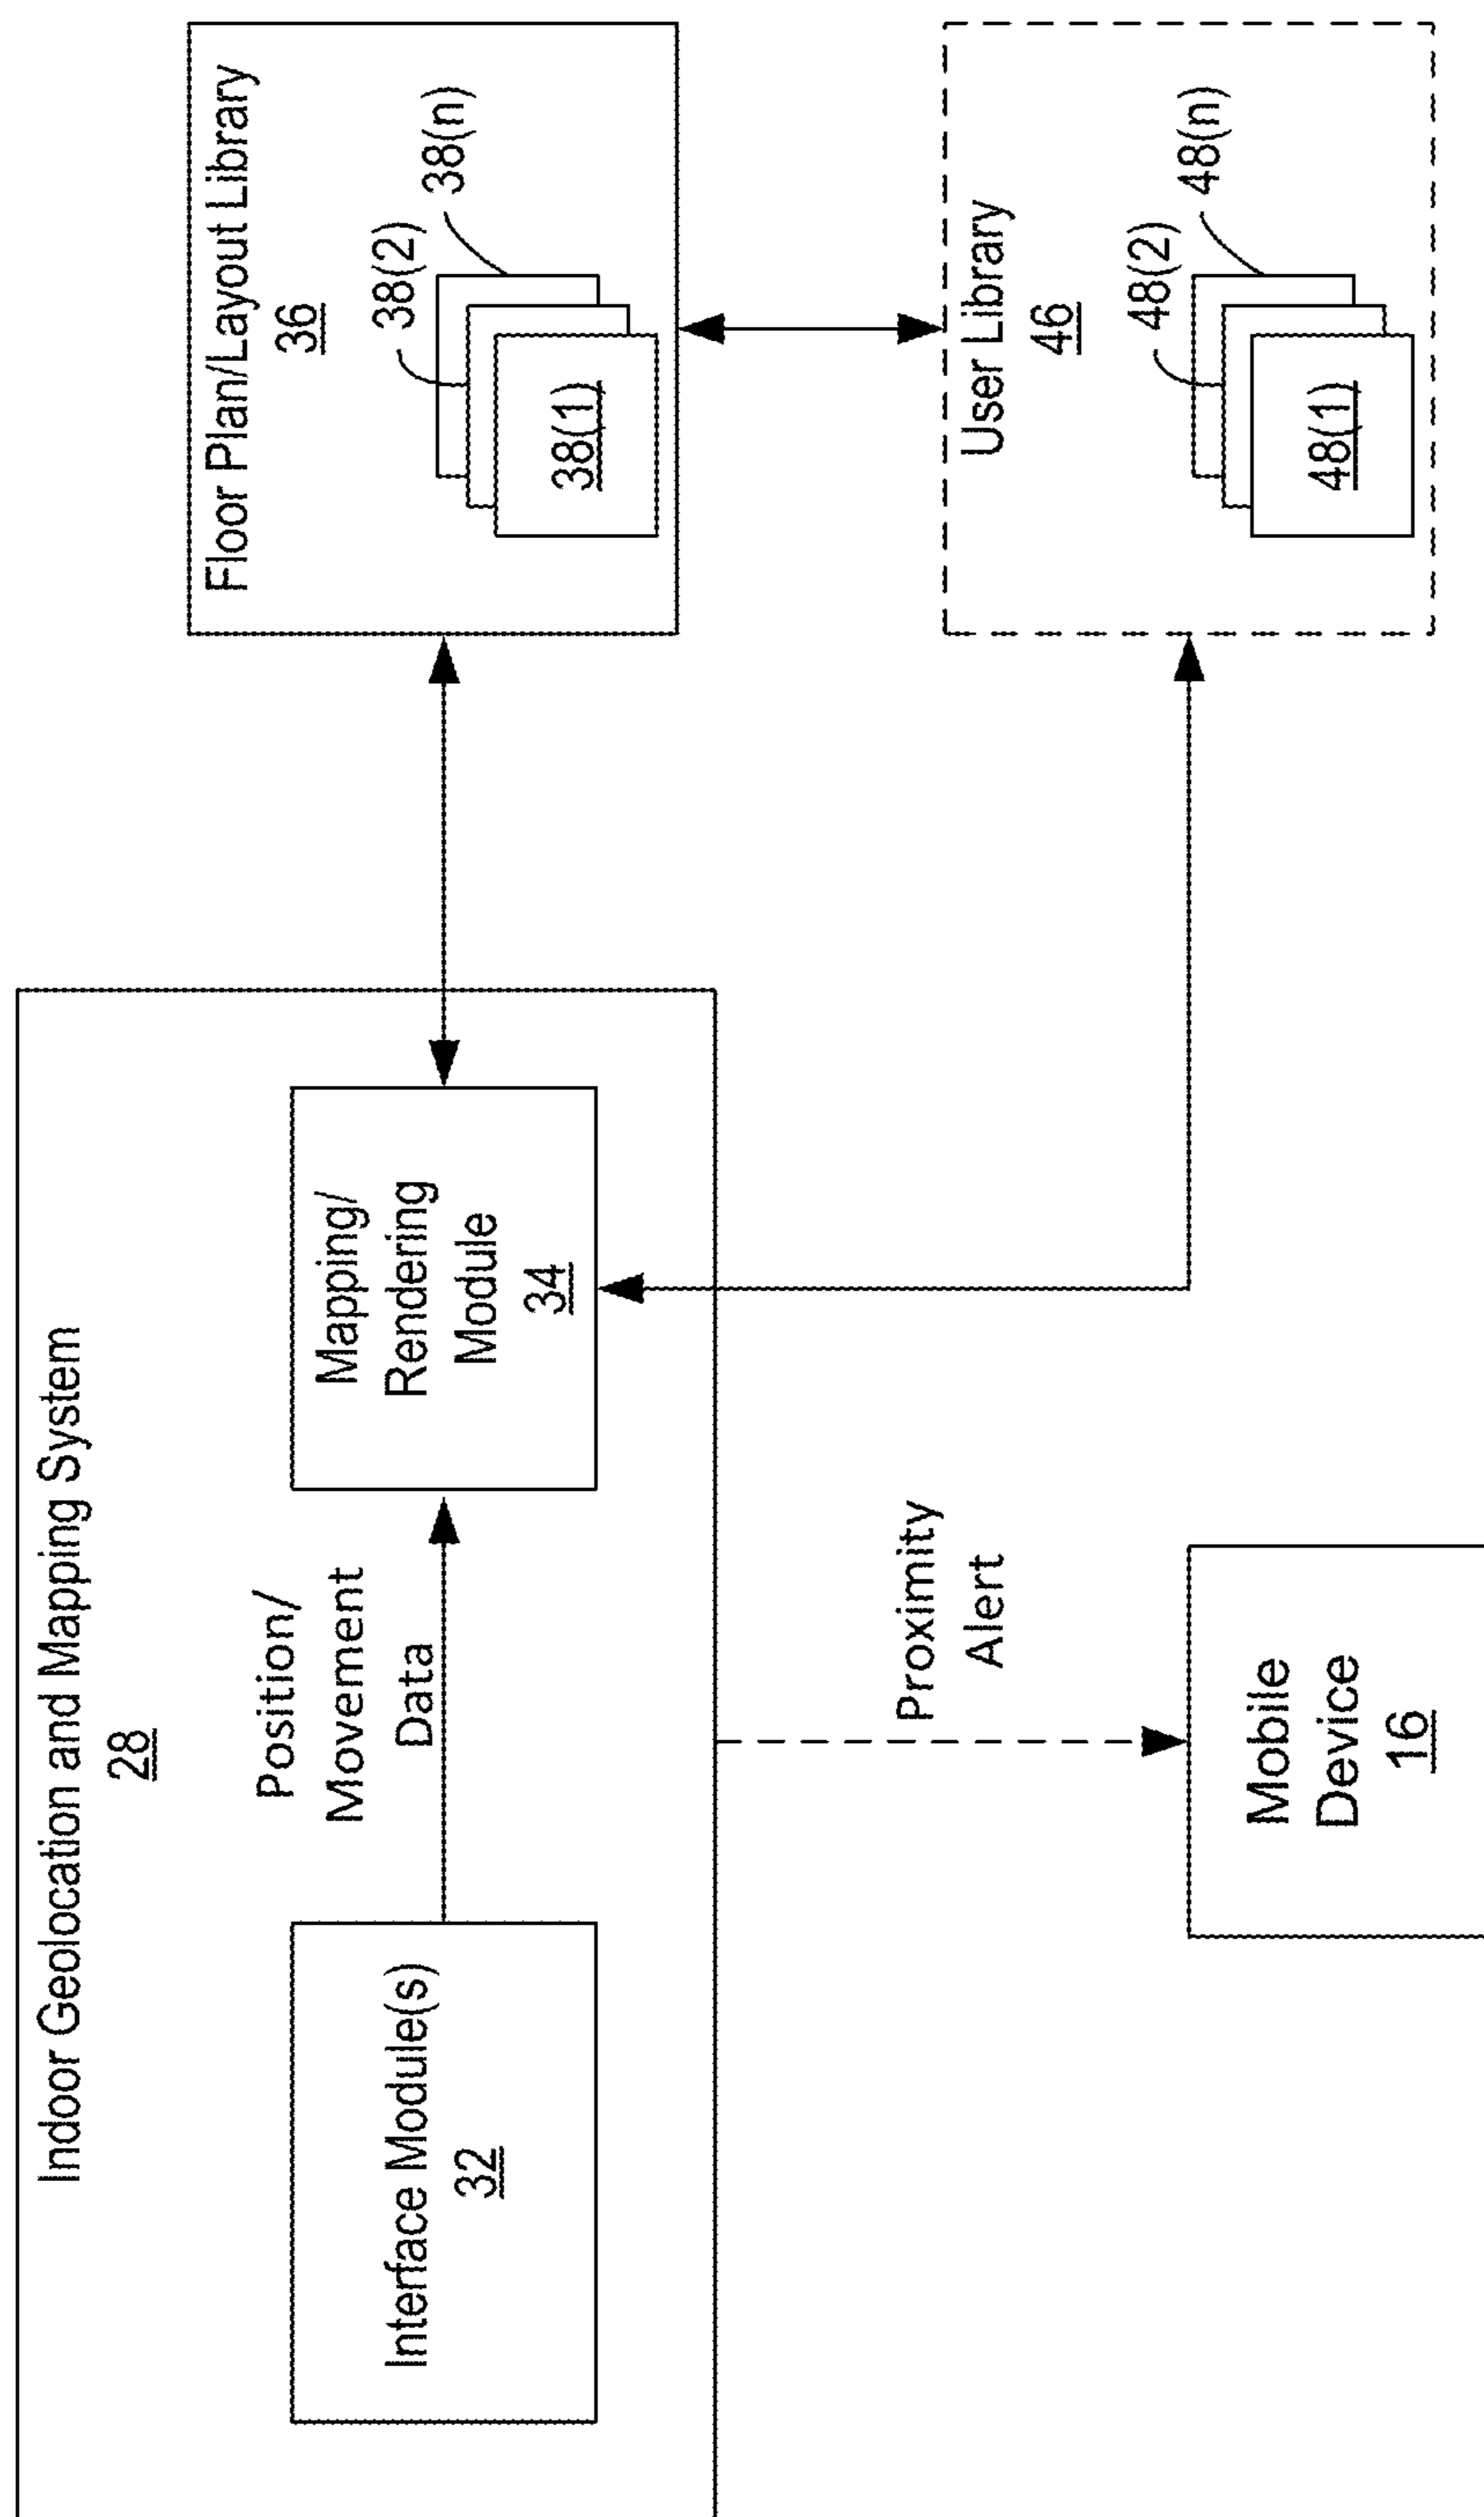 Indoor Geolocation and Mapping System
28
Interface Module(s)
32
Position/
Movement
Data
Mapping/
Rendering
Module
34
Floor Plan/Layout Library
36
38(1)
38(2)
38(n)
User Library
46
48(1)
48(2)
48(n)
Proximity
Alert
Mobile
Device
16